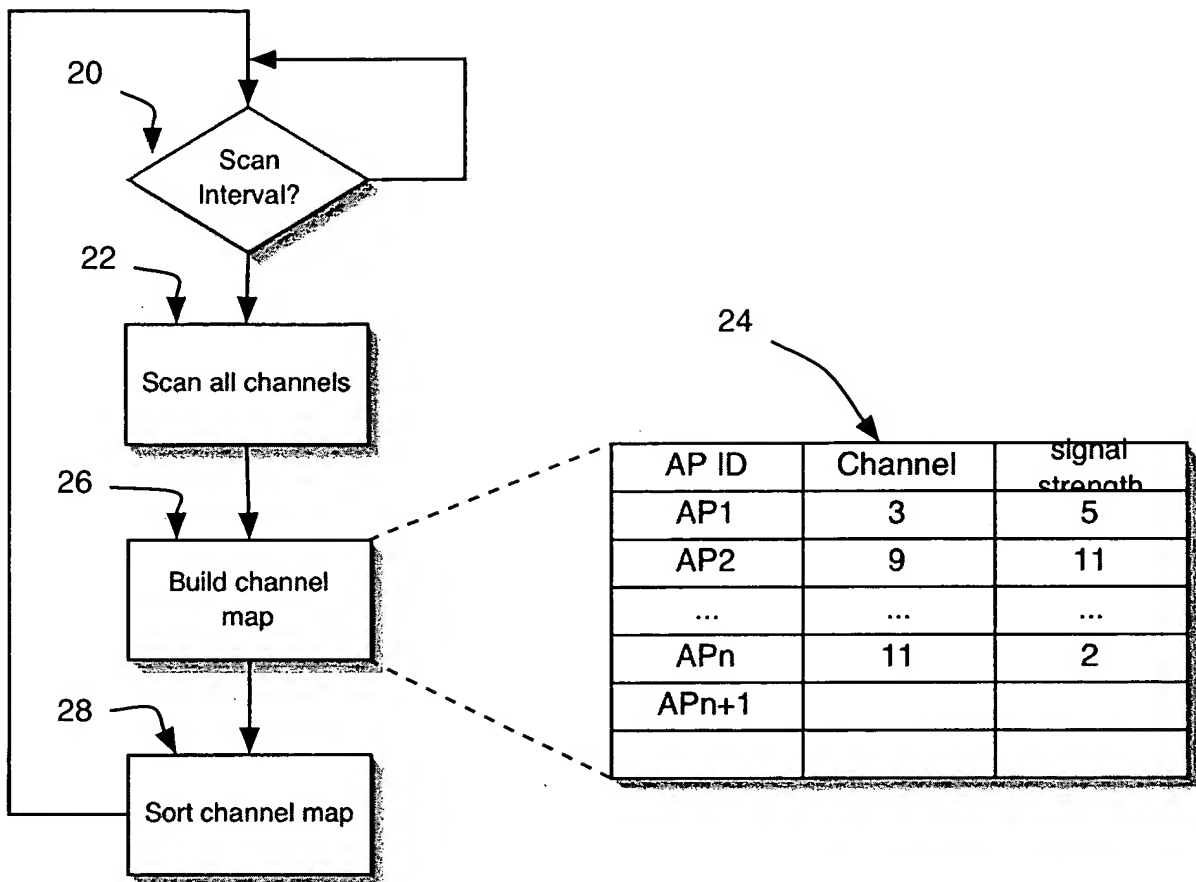 20
Scan
Interval?
22
Scan all channels
24
26
Build channel
map
AP ID Channel signal
strength
AP1 3 5
AP2 9 11
... ... ...
APn 11 2
APn+1
28
Sort channel map